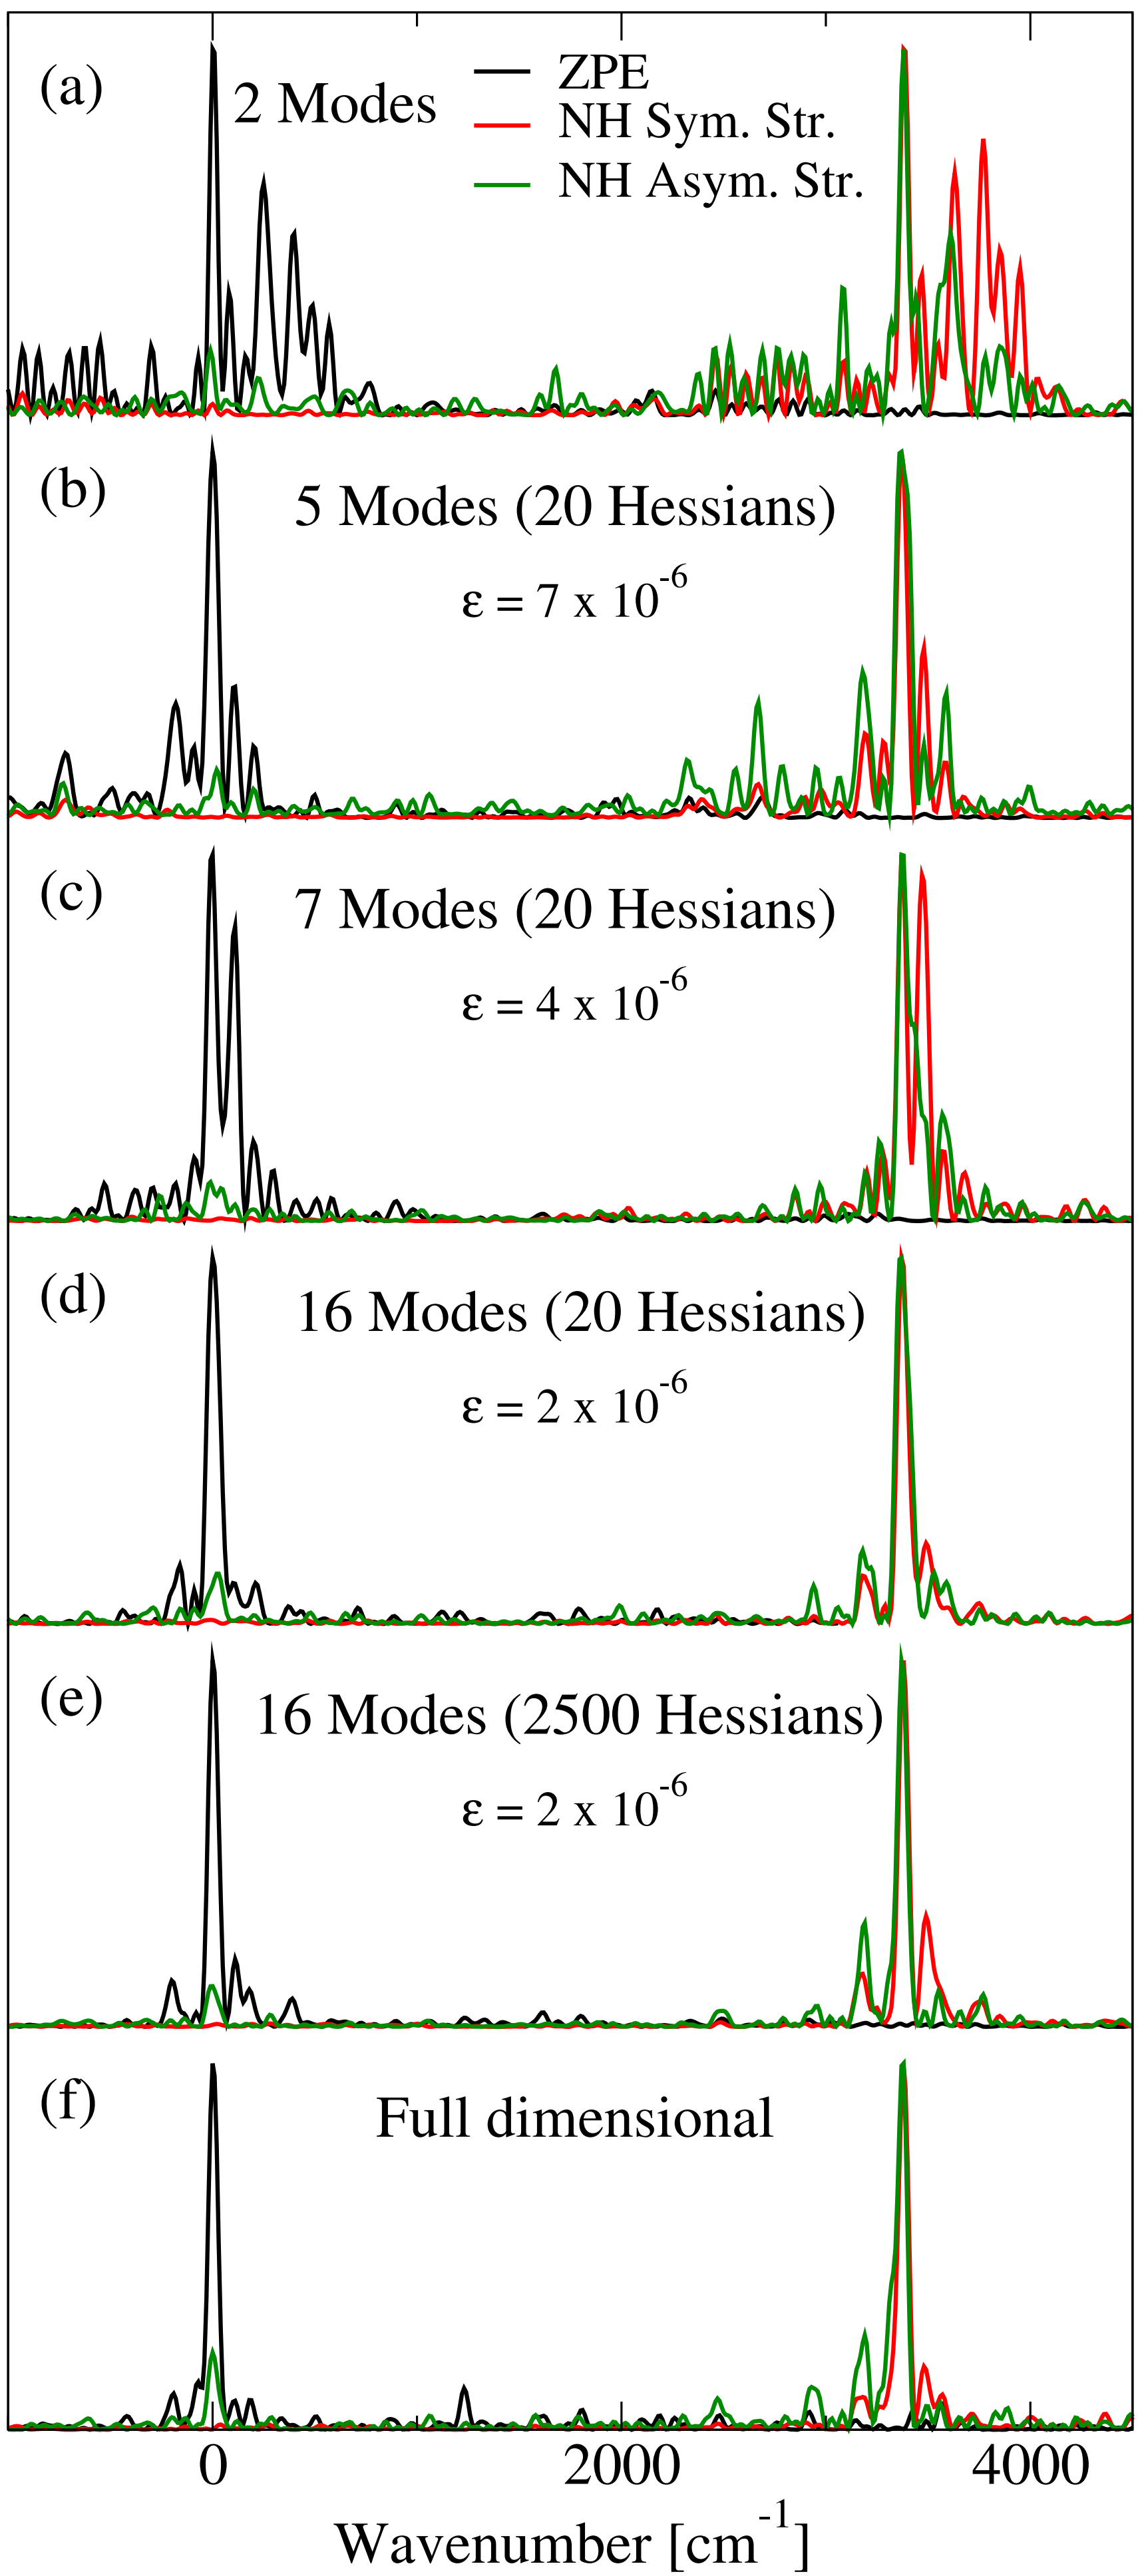 (a)
2 Modes
ZPE
NH Sym. Str.
NH Asym. Str.
(b)
5 Modes (20 Hessians)
ε = 7 x 10⁻⁶
(c)
7 Modes (20 Hessians)
ε = 4 x 10⁻⁶
(d)
16 Modes (20 Hessians)
ε = 2 x 10⁻⁶
(e)
16 Modes (2500 Hessians)
ε = 2 x 10⁻⁶
(f)
Full dimensional
0 2000 4000
Wavenumber [cm⁻¹]